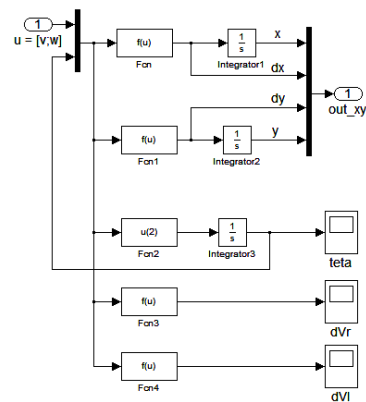 1
u = [v;w]
f(u)
Fcn
1
s
Integrator1
x
dx
dy
y
1
out_xy
f(u)
Fcn1
1
s
Integrator2
u(2)
Fcn2
1
s
Integrator3
teta
f(u)
Fcn3
dVr
f(u)
Fcn4
dVl